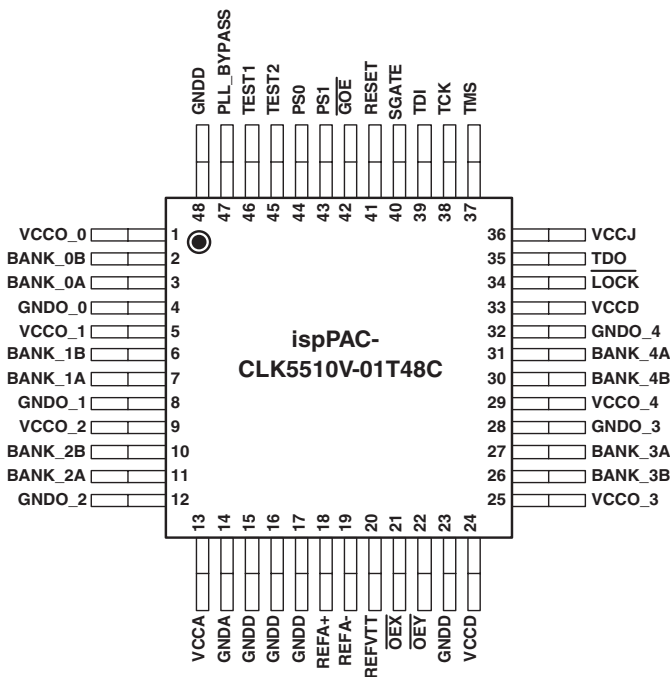 GNDD
PLL_BYPASS
TEST1
TEST2
PS0
PS1
GOE
RESET
SGATE
TDI
TCK
TMS
48
47
46
45
44
43
42
41
40
39
38
37
VCCO_0 1
BANK_0B 2
BANK_0A 3
GNDO_0 4
VCCO_1 5
BANK_1B 6
BANK_1A 7
GNDO_1 8
VCCO_2 9
BANK_2B 10
BANK_2A 11
GNDO_2 12
ispPAC-
CLK5510V-01T48C
36 VCCJ
35 TDO
34 LOCK
33 VCCD
32 GNDO_4
31 BANK_4A
30 BANK_4B
29 VCCO_4
28 GNDO_3
27 BANK_3A
26 BANK_3B
25 VCCO_3
13
14
15
16
17
18
19
20
21
22
23
24
VCCA
GNDA
GNDD
GNDD
GNDD
REFA+
REFA-
REFVTT
OEX
OEY
GNDD
VCCD